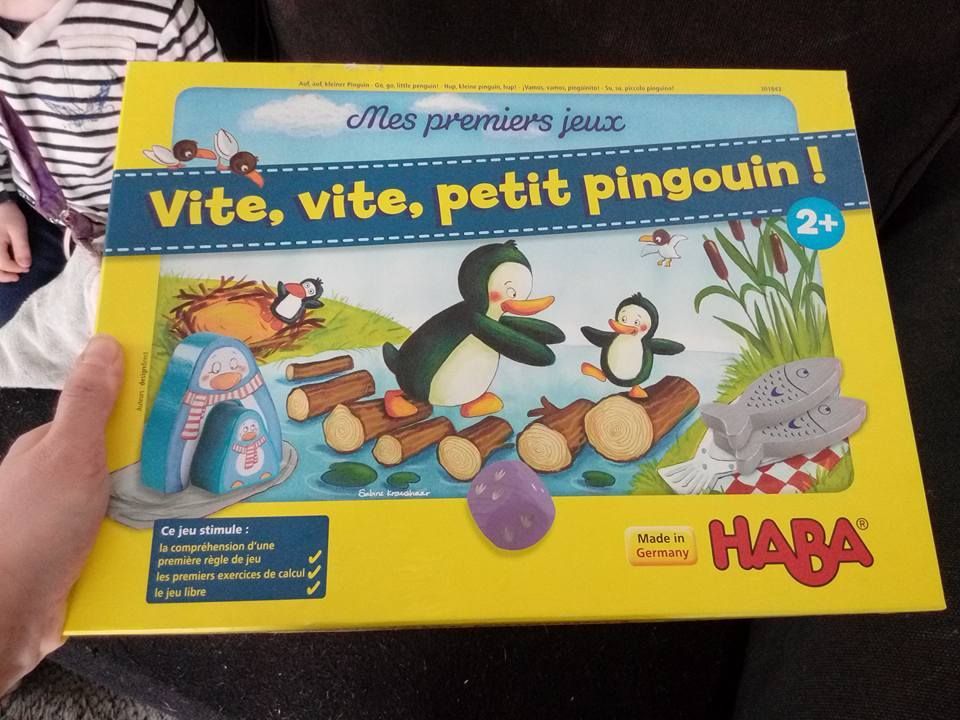 Auf, auf, kleiner Pinguin - Go, go, little penguin! - Hup, kleine pinguin, hup! - ¡Vamos, vamos, pingüinito! - Su, su, piccolo pinguino!
301843
Mes premiers jeux
Vite, vite, petit pingouin !
2+
Sabine Kraushaar
Ce jeu stimule :
la compréhension d'une
première règle de jeu
les premiers exercices de calcul
le jeu libre
Made in
Germany
HABA®